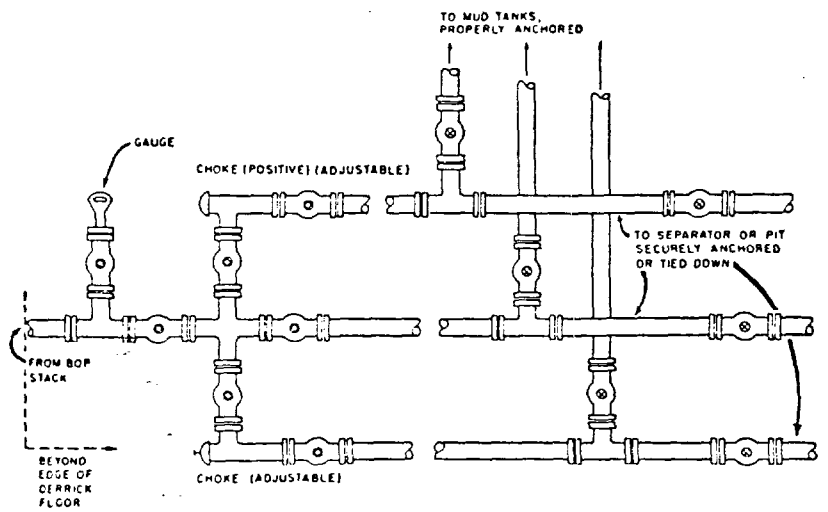 TO MUD TANKS,
PROPERLY ANCHORED
GAUGE
CHOKE (POSITIVE) (ADJUSTABLE)
TO SEPARATOR OR PIT
SECURELY ANCHORED
OR TIED DOWN
FROM BOP
STACK
CHOKE (ADJUSTABLE)
BEYOND
EDGE OF
DERRICK
FLOOR